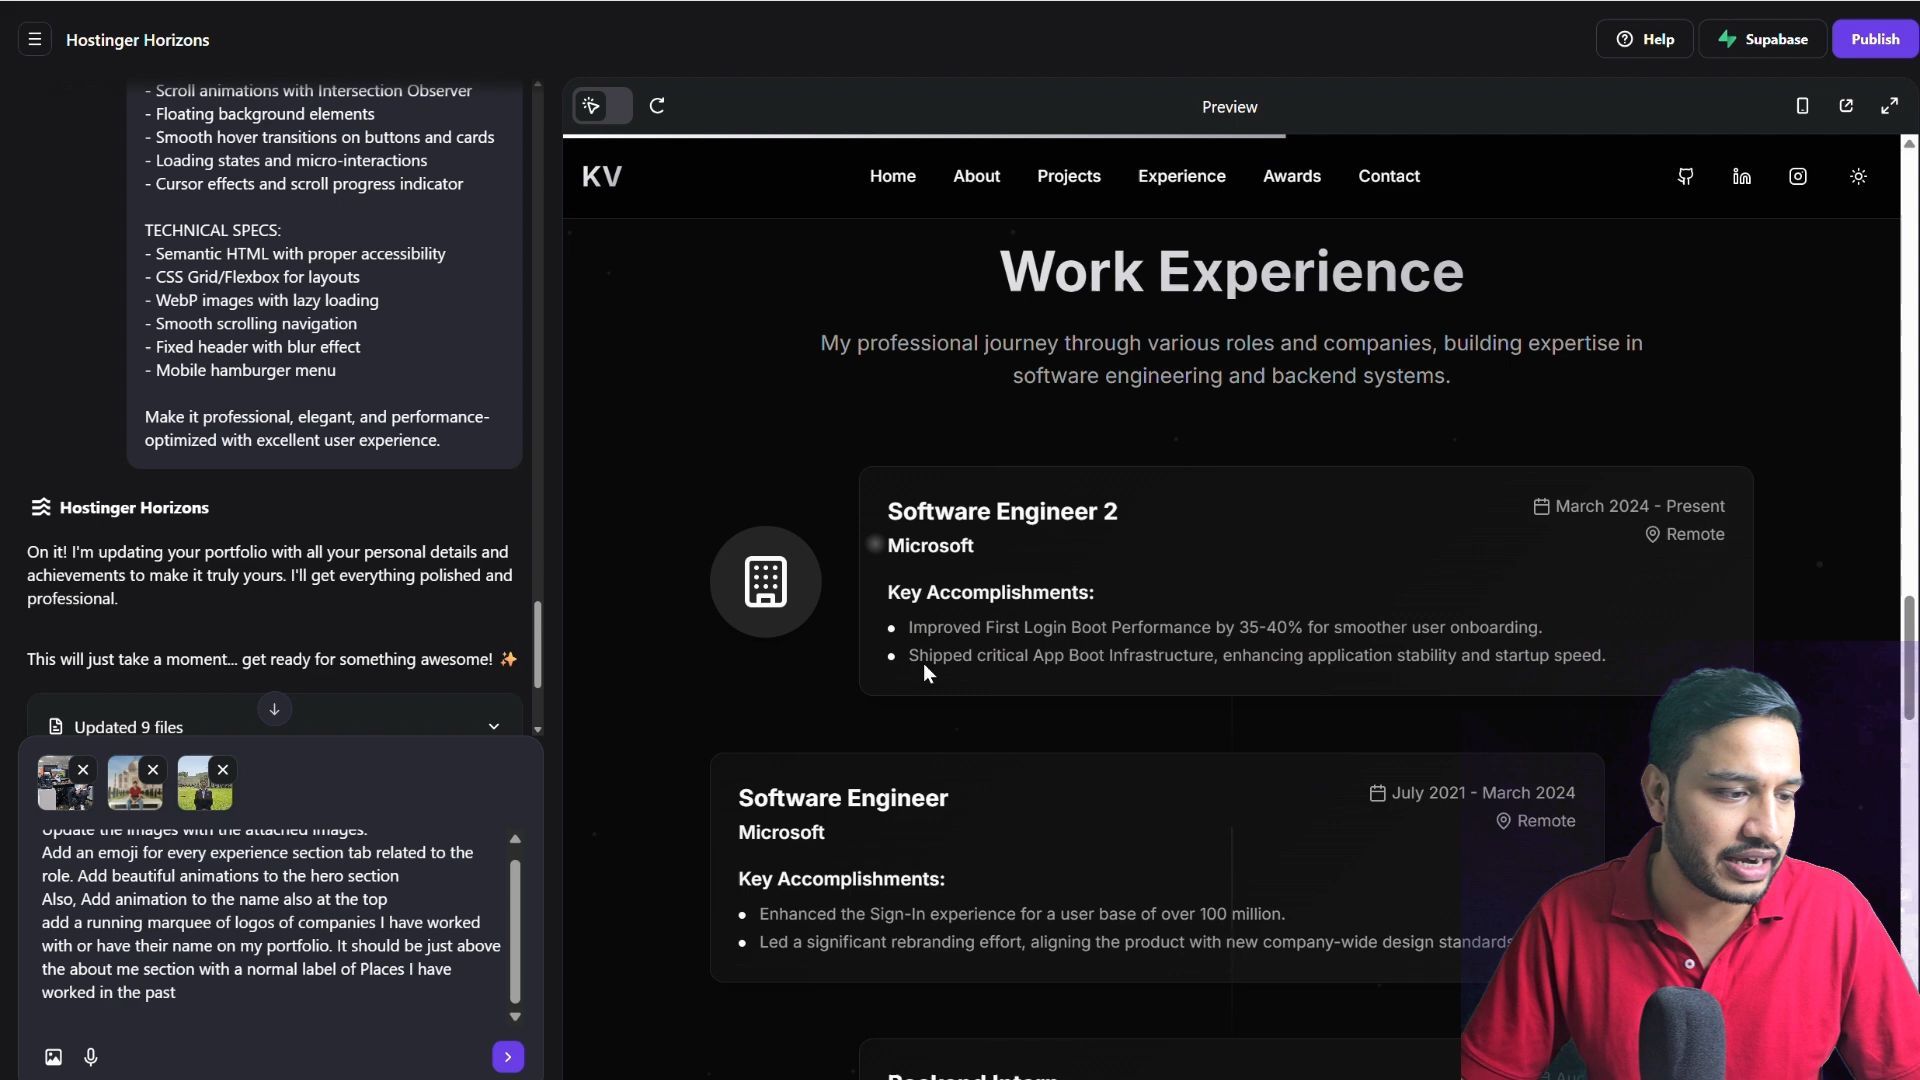 Hostinger Horizons
Help
Supabase
Publish
- Scroll animations with Intersection Observer
- Floating background elements
- Smooth hover transitions on buttons and cards
- Loading states and micro-interactions
- Cursor effects and scroll progress indicator
TECHNICAL SPECS:
- Semantic HTML with proper accessibility
- CSS Grid/Flexbox for layouts
- WebP images with lazy loading
- Smooth scrolling navigation
- Fixed header with blur effect
- Mobile hamburger menu
Make it professional, elegant, and performance-
optimized with excellent user experience.
Hostinger Horizons
On it! I'm updating your portfolio with all your personal details and
achievements to make it truly yours. I'll get everything polished and
professional.
This will just take a moment... get ready for something awesome! ✨
Updated 9 files
Update the images with the attached images.
Add an emoji for every experience section tab related to the
role. Add beautiful animations to the hero section
Also, Add animation to the name also at the top
add a running marquee of logos of companies I have worked
with or have their name on my portfolio. It should be just above
the about me section with a normal label of Places I have
worked in the past
Preview
KV
Home
About
Projects
Experience
Awards
Contact
Work Experience
My professional journey through various roles and companies, building expertise in
software engineering and backend systems.
Software Engineer 2
March 2024 - Present
Microsoft
Remote
Key Accomplishments:
• Improved First Login Boot Performance by 35-40% for smoother user onboarding.
• Shipped critical App Boot Infrastructure, enhancing application stability and startup speed.
Software Engineer
July 2021 - March 2024
Microsoft
Remote
Key Accomplishments:
• Enhanced the Sign-In experience for a user base of over 100 million.
• Led a significant rebranding effort, aligning the product with new company-wide design standards
Backend Intern